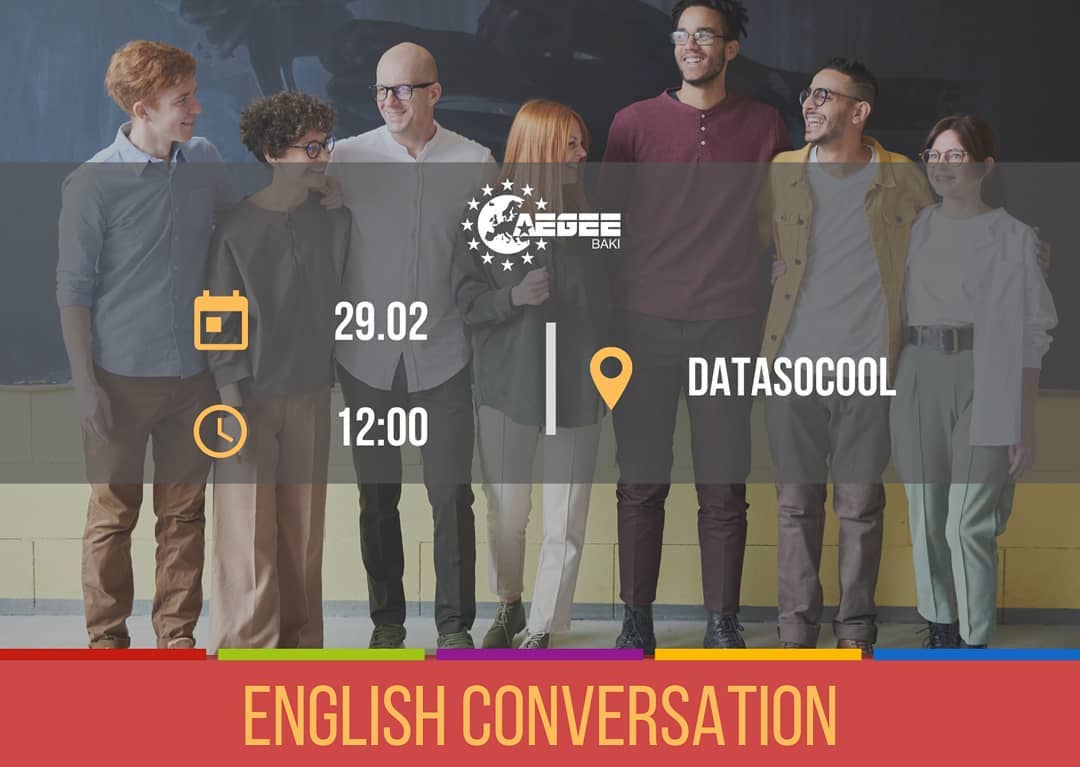 AEGEE
BAKI
29.02
12:00
DATASOCOOL
ENGLISH CONVERSATION